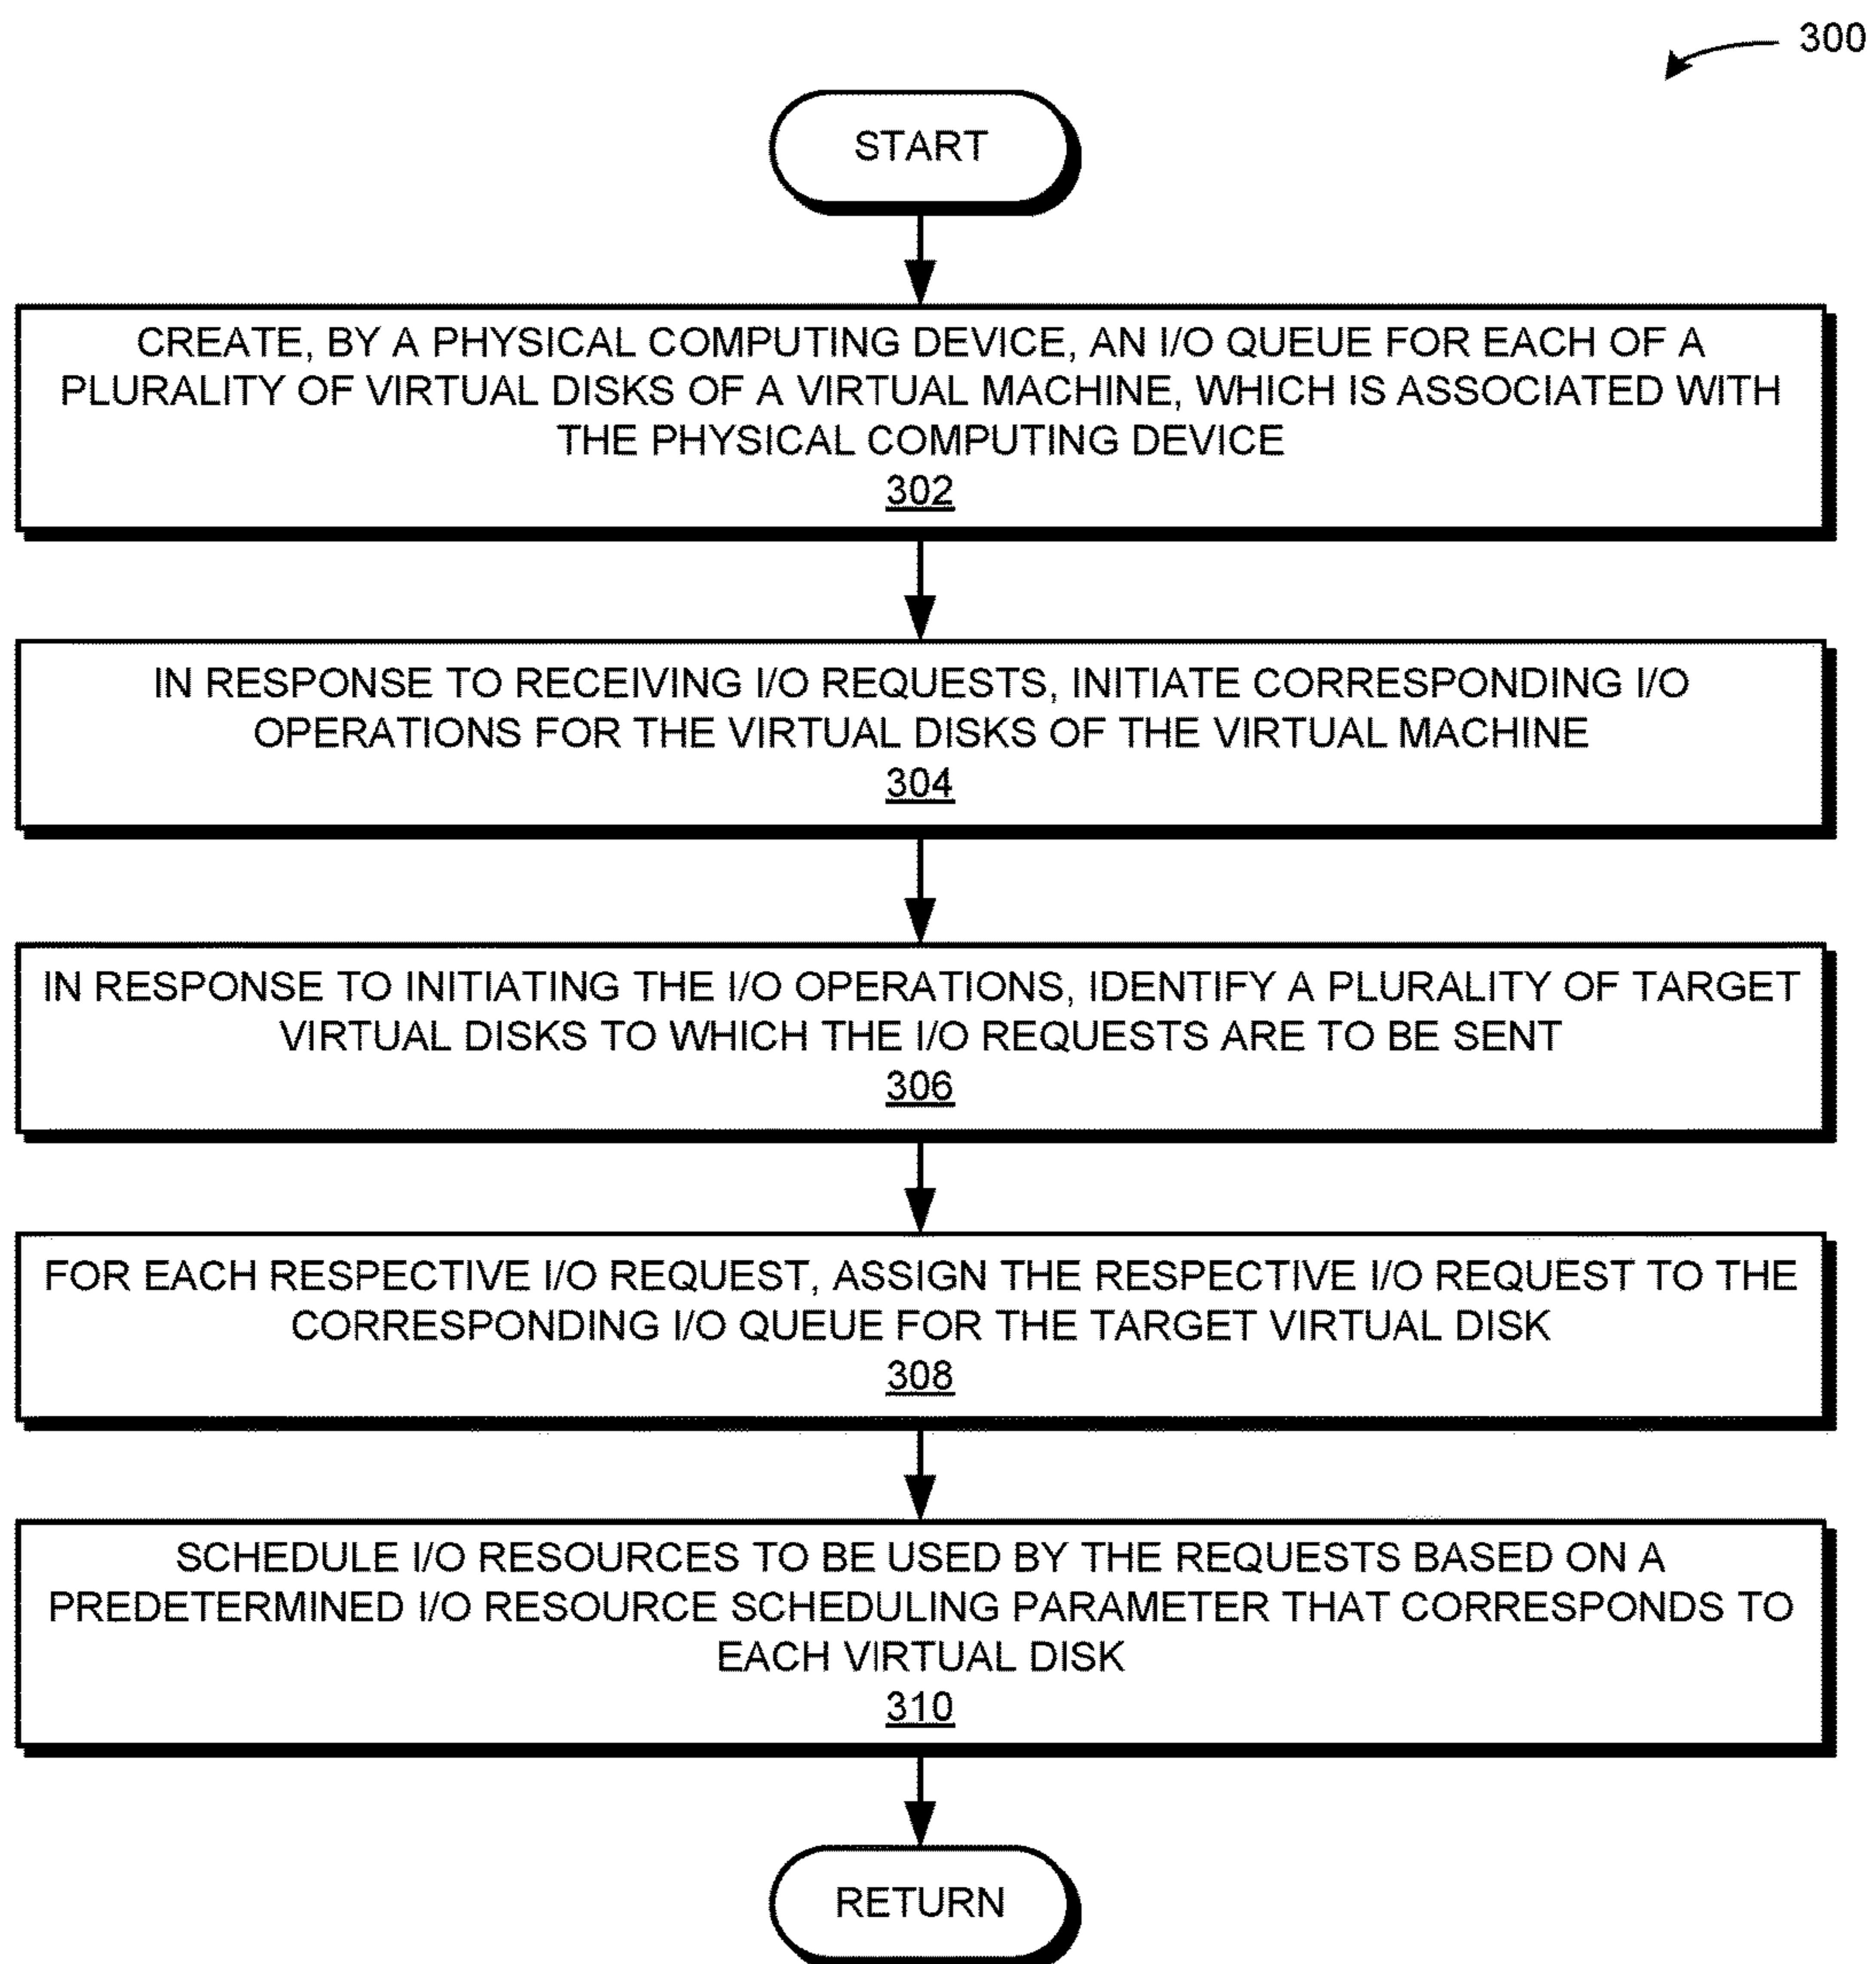 300
START
CREATE, BY A PHYSICAL COMPUTING DEVICE, AN I/O QUEUE FOR EACH OF A
PLURALITY OF VIRTUAL DISKS OF A VIRTUAL MACHINE, WHICH IS ASSOCIATED WITH
THE PHYSICAL COMPUTING DEVICE
302
IN RESPONSE TO RECEIVING I/O REQUESTS, INITIATE CORRESPONDING I/O
OPERATIONS FOR THE VIRTUAL DISKS OF THE VIRTUAL MACHINE
304
IN RESPONSE TO INITIATING THE I/O OPERATIONS, IDENTIFY A PLURALITY OF TARGET
VIRTUAL DISKS TO WHICH THE I/O REQUESTS ARE TO BE SENT
306
FOR EACH RESPECTIVE I/O REQUEST, ASSIGN THE RESPECTIVE I/O REQUEST TO THE
CORRESPONDING I/O QUEUE FOR THE TARGET VIRTUAL DISK
308
SCHEDULE I/O RESOURCES TO BE USED BY THE REQUESTS BASED ON A
PREDETERMINED I/O RESOURCE SCHEDULING PARAMETER THAT CORRESPONDS TO
EACH VIRTUAL DISK
310
RETURN